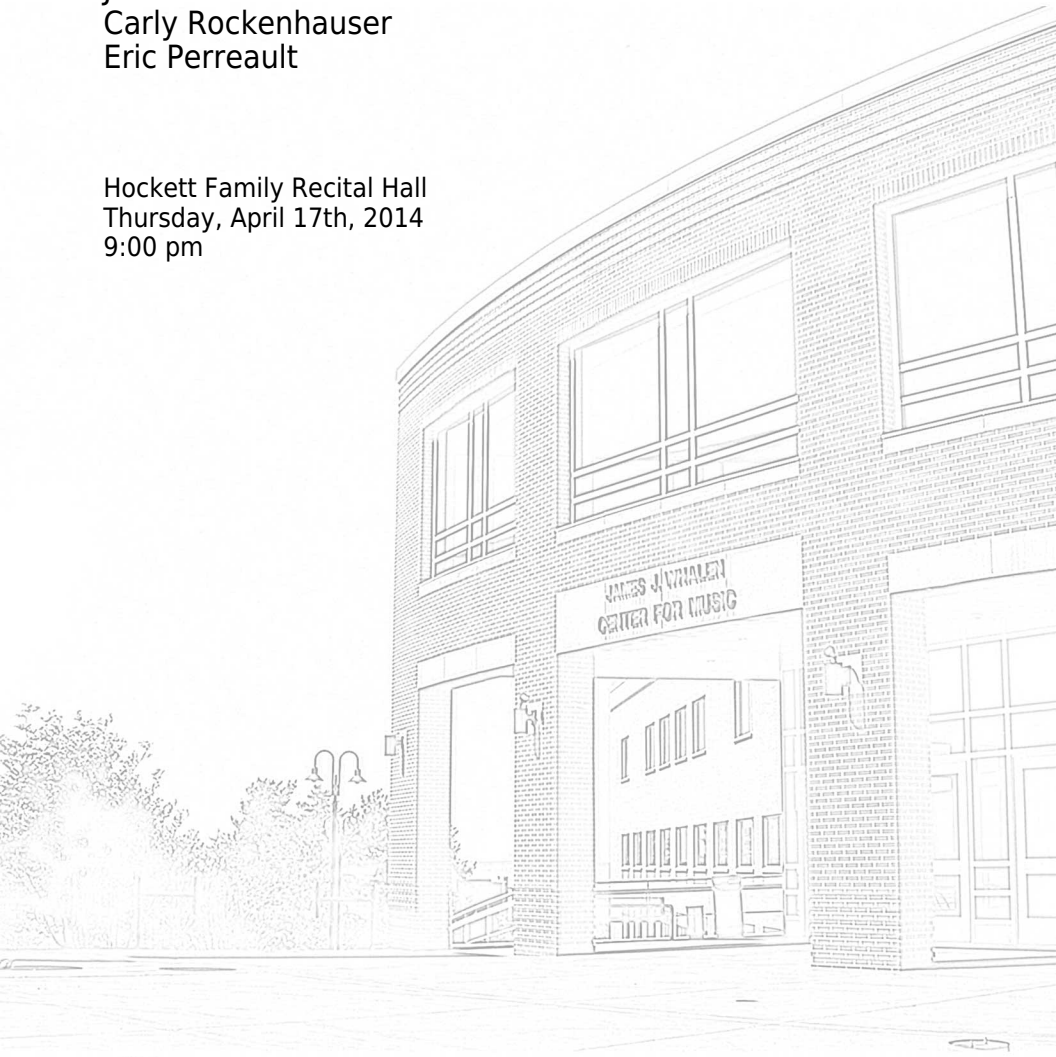 Carly Rockenhauser
Eric Perreault
Hockett Family Recital Hall
Thursday, April 17th, 2014
9:00 pm
JAMES J. WHALEN
CENTER FOR MUSIC